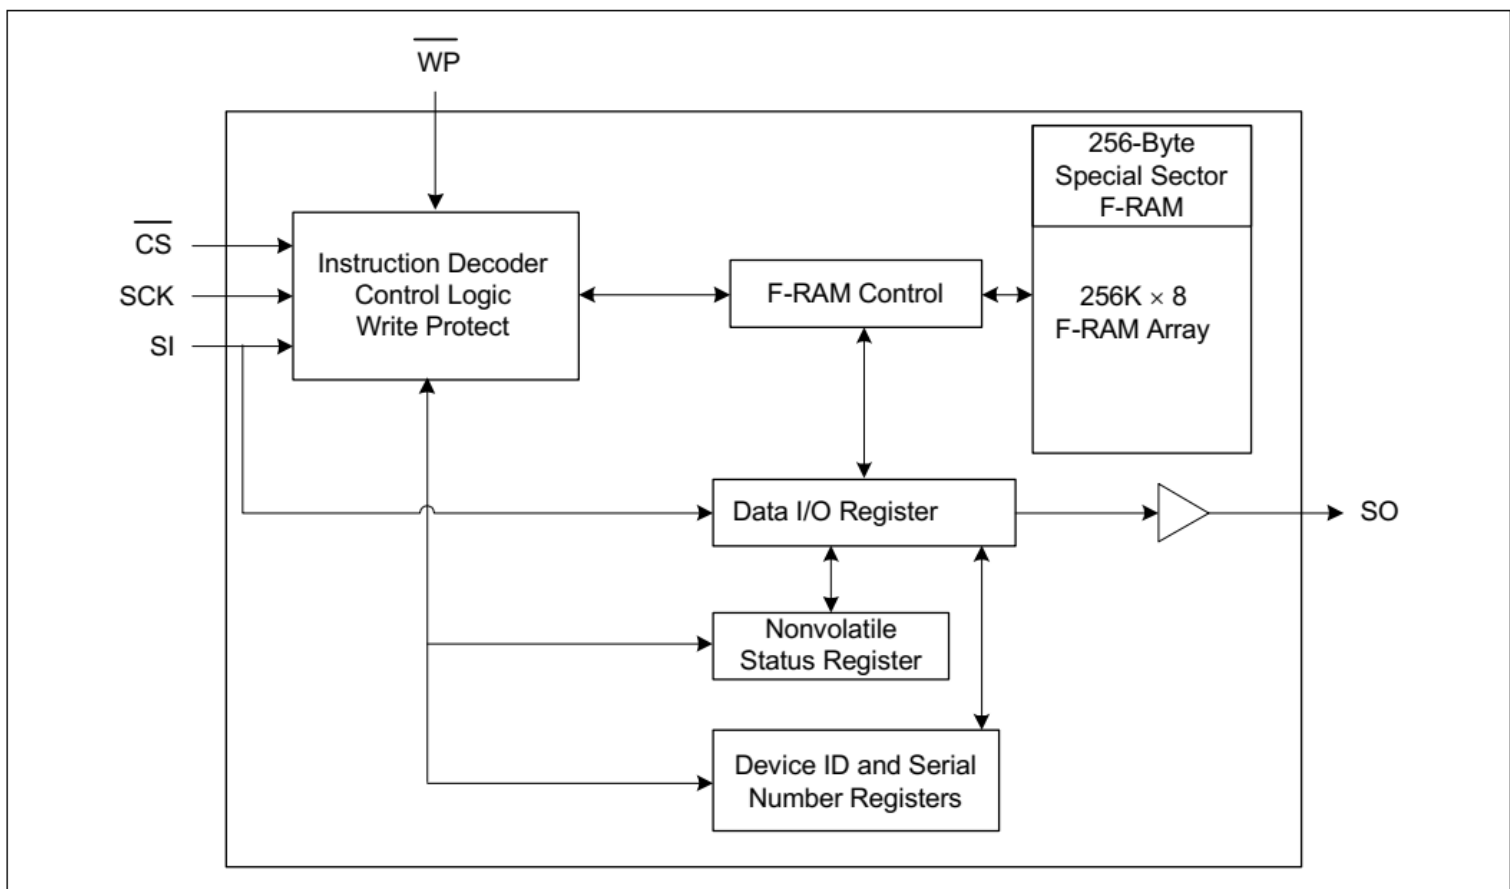 WP
256-Byte
Special Sector
F-RAM
CS
SCK
SI
Instruction Decoder
Control Logic
Write Protect
F-RAM Control
256K × 8
F-RAM Array
Data I/O Register
SO
Nonvolatile
Status Register
Device ID and Serial
Number Registers